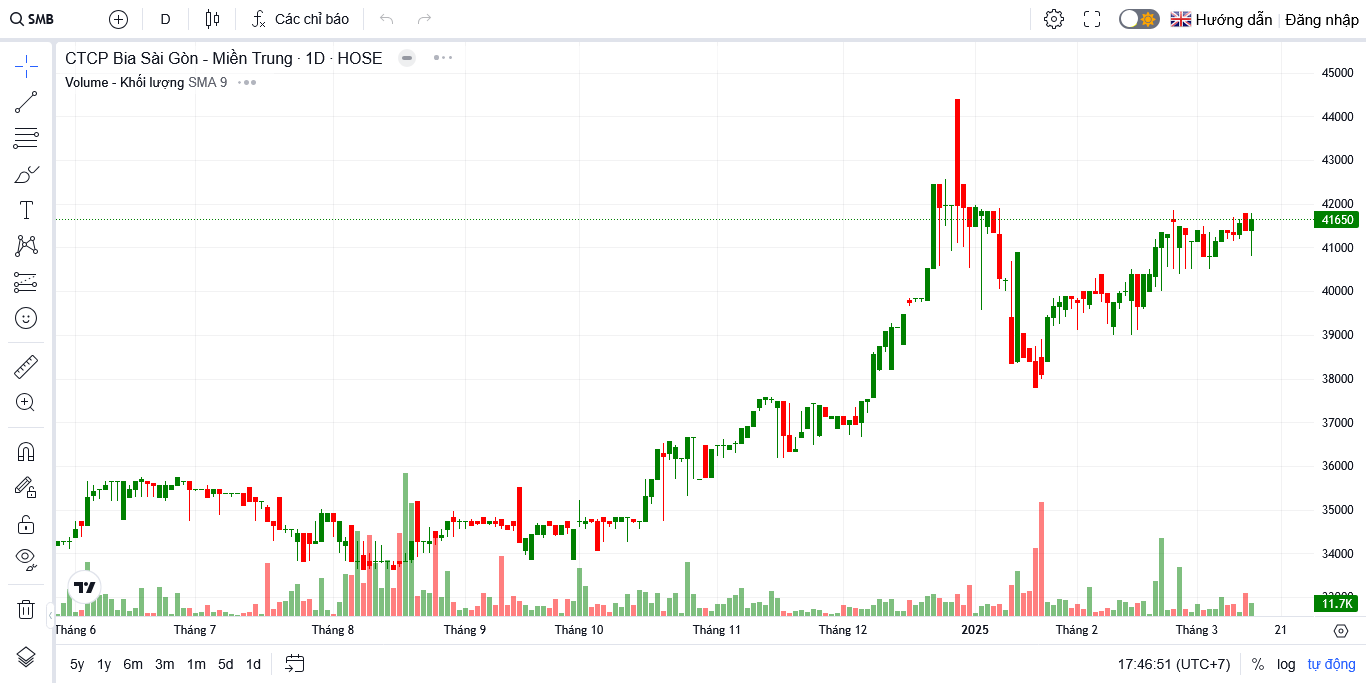 SMB D Các chỉ báo Hướng dẫn Đăng nhập
CTCP Bia Sài Gòn - Miền Trung · 1D · HOSE
Volume - Khối lượng SMA 9
45000
44000
43000
42000
41650
41000
40000
39000
38000
37000
36000
35000
34000
11.7K
Tháng 6 Tháng 7 Tháng 8 Tháng 9 Tháng 10 Tháng 11 Tháng 12 2025 Tháng 2 Tháng 3 21
5y 1y 6m 3m 1m 5d 1d 17:46:51 (UTC+7) % log tự động